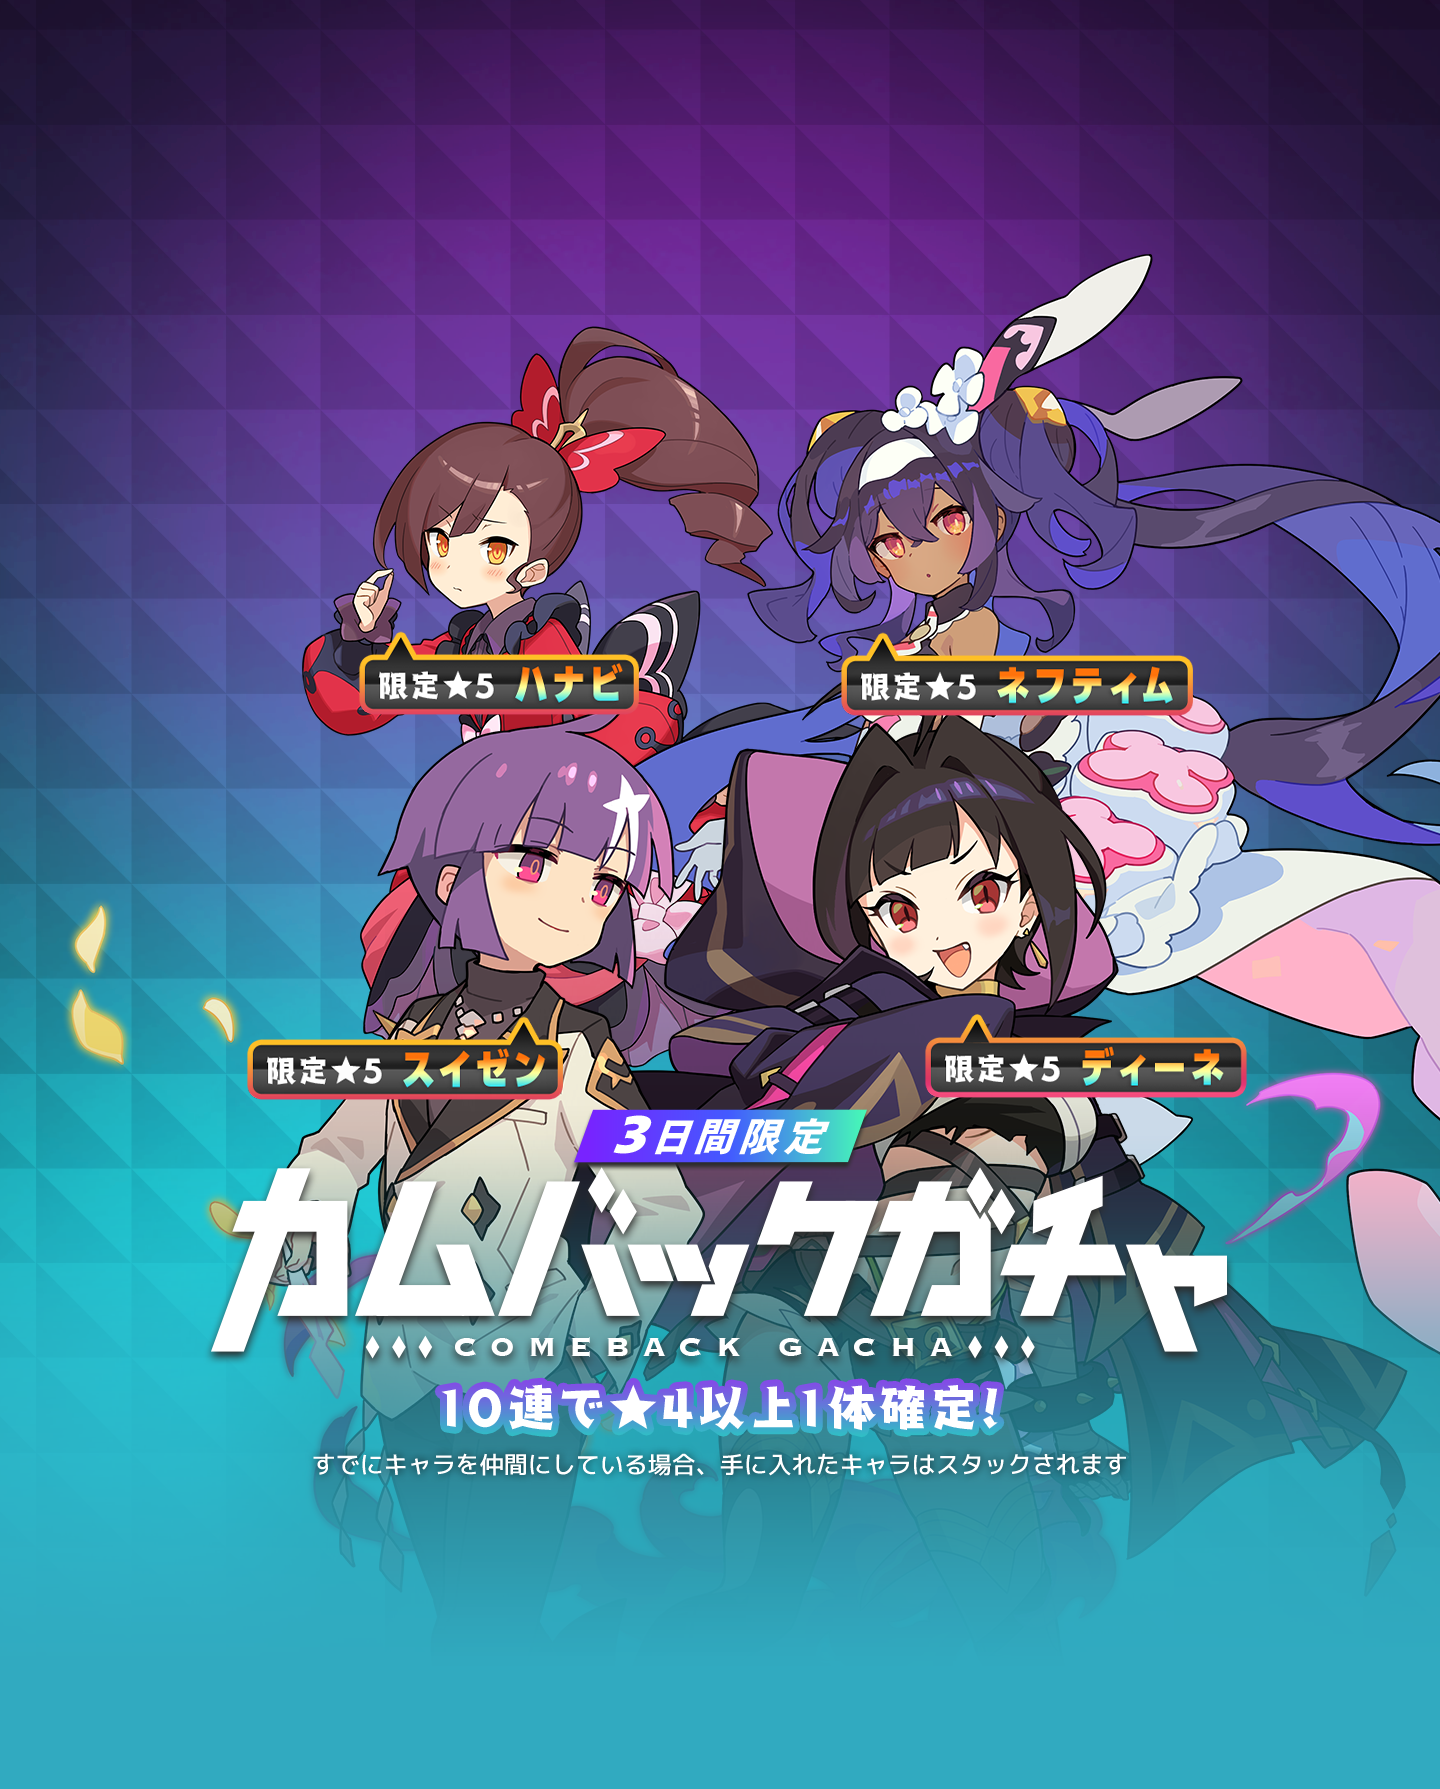 限定★5 ハナビ
限定★5 ネフティム
限定★5 スイゼン
限定★5 ディーネ
3日間限定
カムバックガチャ
COMEBACK GACHA
10連で★4以上1体確定!
すでにキャラを仲間にしている場合、手に入れたキャラはスタックされます